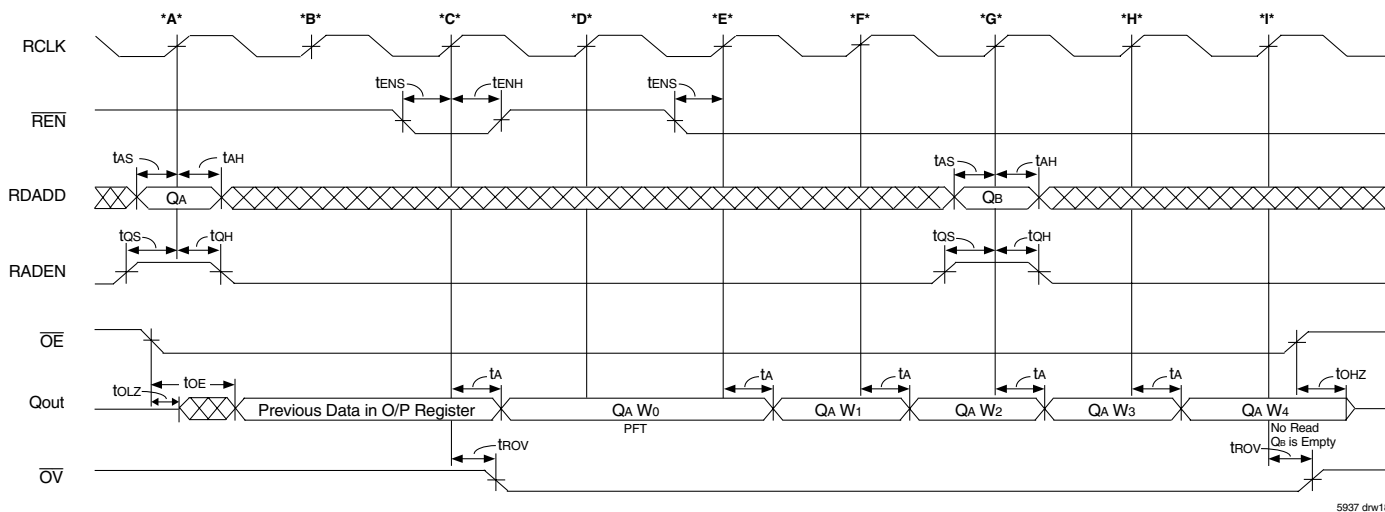 *A* *B* *C* *D* *E* *F* *G* *H* *I*
RCLK
tENS tENH tENS
REN
tAS tAH tAS tAH
RDADD QA QB
tQS tQH tQS tQH
RADEN
OE
tOLZ tOE tA tA tA tA tA tOHZ
Qout Previous Data in O/P Register QA W0 QA W1 QA W2 QA W3 QA W4
PFT No Read
QB is Empty
tROV tROV
OV
5937 drw18